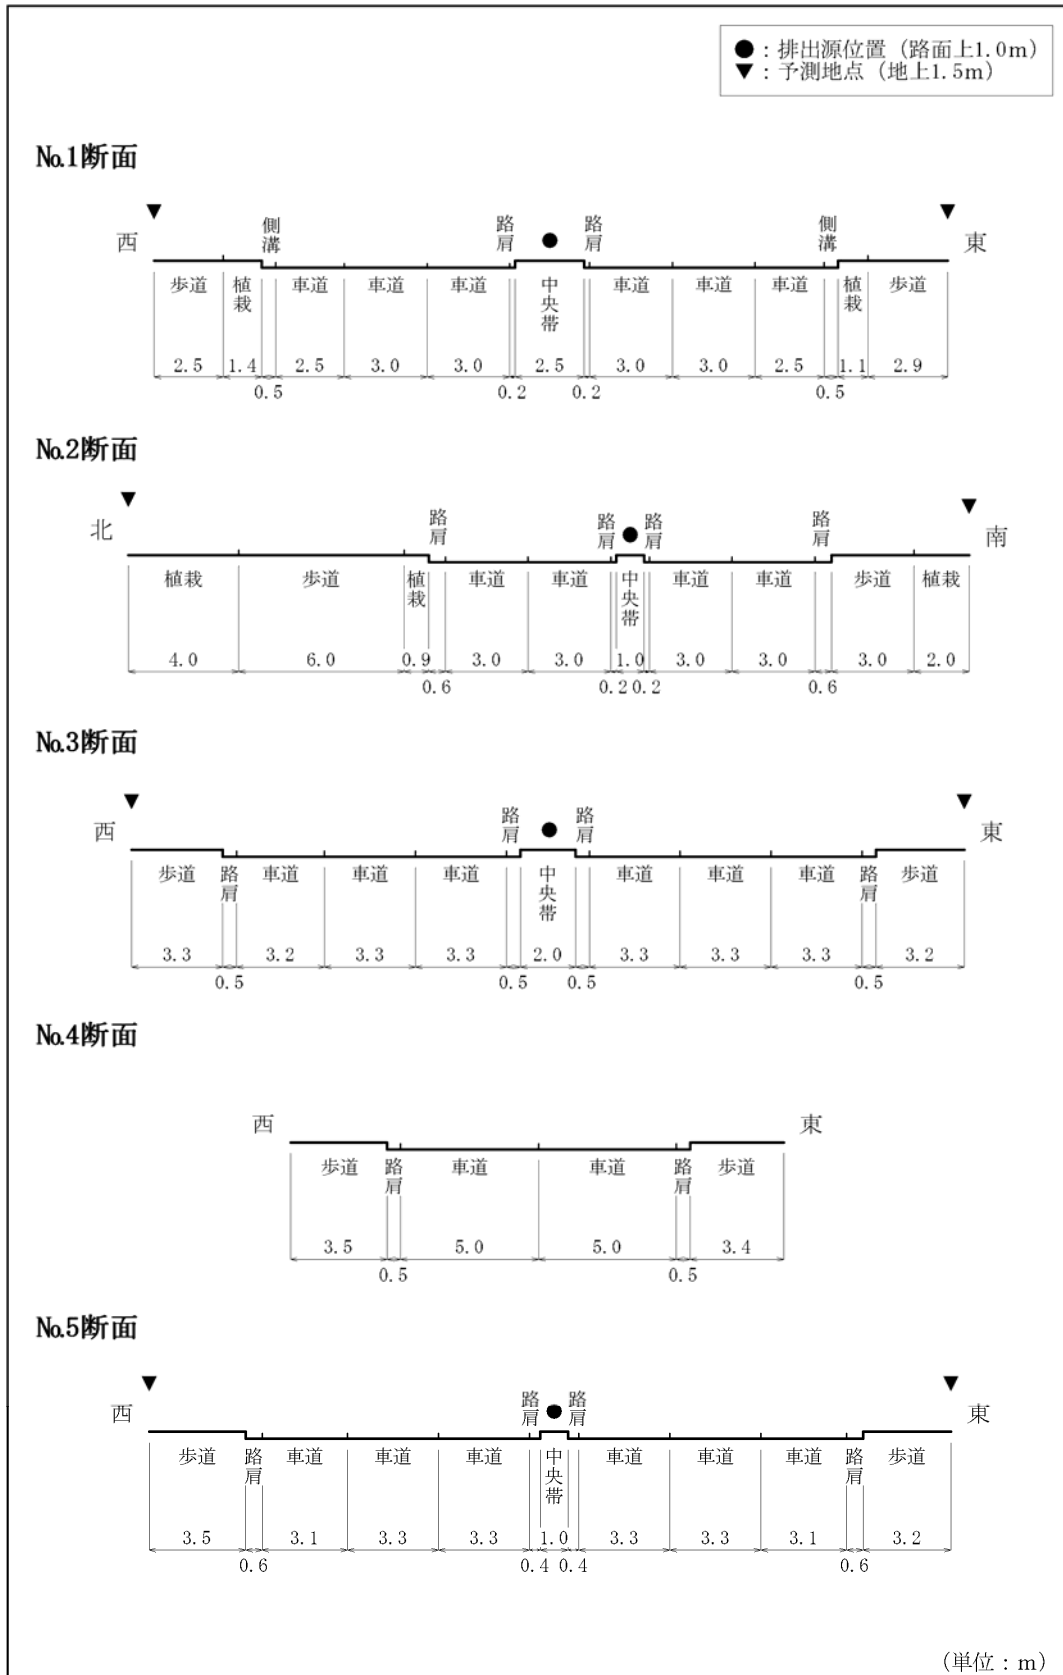 ●：排出源位置（路面上1.0m）
▼：予測地点（地上1.5m）
No.1断面
西 側溝 路肩 路肩 側溝 東
歩道 植栽 車道 車道 車道 中央帯 車道 車道 車道 植栽 歩道
2.5 1.4 2.5 3.0 3.0 2.5 3.0 3.0 2.5 1.1 2.9
0.5 0.2 0.2 0.5
No.2断面
北 路肩 路肩 路肩 路肩 南
植栽 歩道 植栽 車道 車道 中央帯 車道 車道 歩道 植栽
4.0 6.0 0.9 3.0 3.0 1.0 3.0 3.0 3.0 2.0
0.6 0.2 0.2 0.6
No.3断面
西 路肩 路肩 東
歩道 路肩 車道 車道 車道 中央帯 車道 車道 車道 路肩 歩道
3.3 3.2 3.3 3.3 2.0 3.3 3.3 3.3 3.2
0.5 0.5 0.5 0.5
No.4断面
西 東
歩道 路肩 車道 車道 路肩 歩道
3.5 5.0 5.0 3.4
0.5 0.5
No.5断面
西 路肩 路肩 東
歩道 路肩 車道 車道 車道 中央帯 車道 車道 車道 路肩 歩道
3.5 3.1 3.3 3.3 1.0 3.3 3.3 3.1 3.2
0.6 0.4 0.4 0.6
（単位：m）